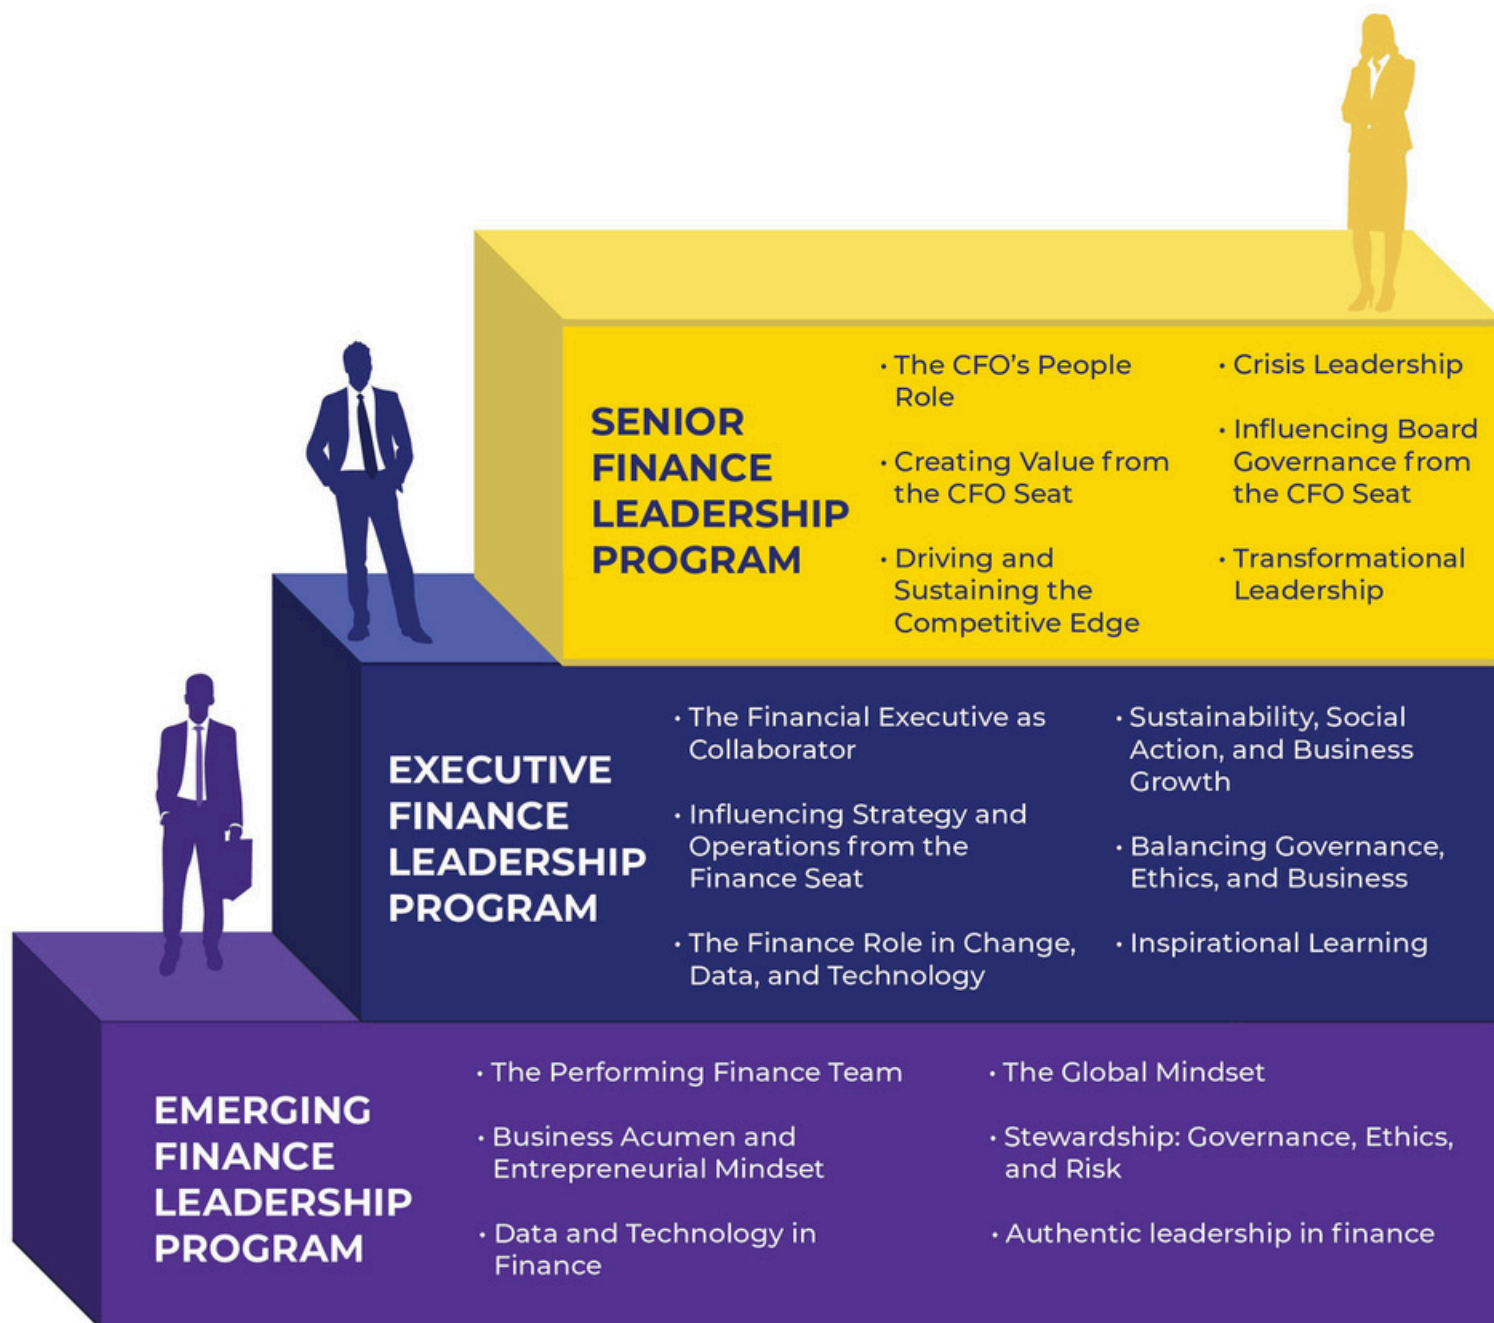 SENIOR
FINANCE
LEADERSHIP
PROGRAM
• The CFO’s People
Role
• Creating Value from
the CFO Seat
• Driving and
Sustaining the
Competitive Edge
• Crisis Leadership
• Influencing Board
Governance from
the CFO Seat
• Transformational
Leadership
EXECUTIVE
FINANCE
LEADERSHIP
PROGRAM
• The Financial Executive as
Collaborator
• Influencing Strategy and
Operations from the
Finance Seat
• The Finance Role in Change,
Data, and Technology
• Sustainability, Social
Action, and Business
Growth
• Balancing Governance,
Ethics, and Business
• Inspirational Learning
EMERGING
FINANCE
LEADERSHIP
PROGRAM
• The Performing Finance Team
• Business Acumen and
Entrepreneurial Mindset
• Data and Technology in
Finance
• The Global Mindset
• Stewardship: Governance, Ethics,
and Risk
• Authentic leadership in finance